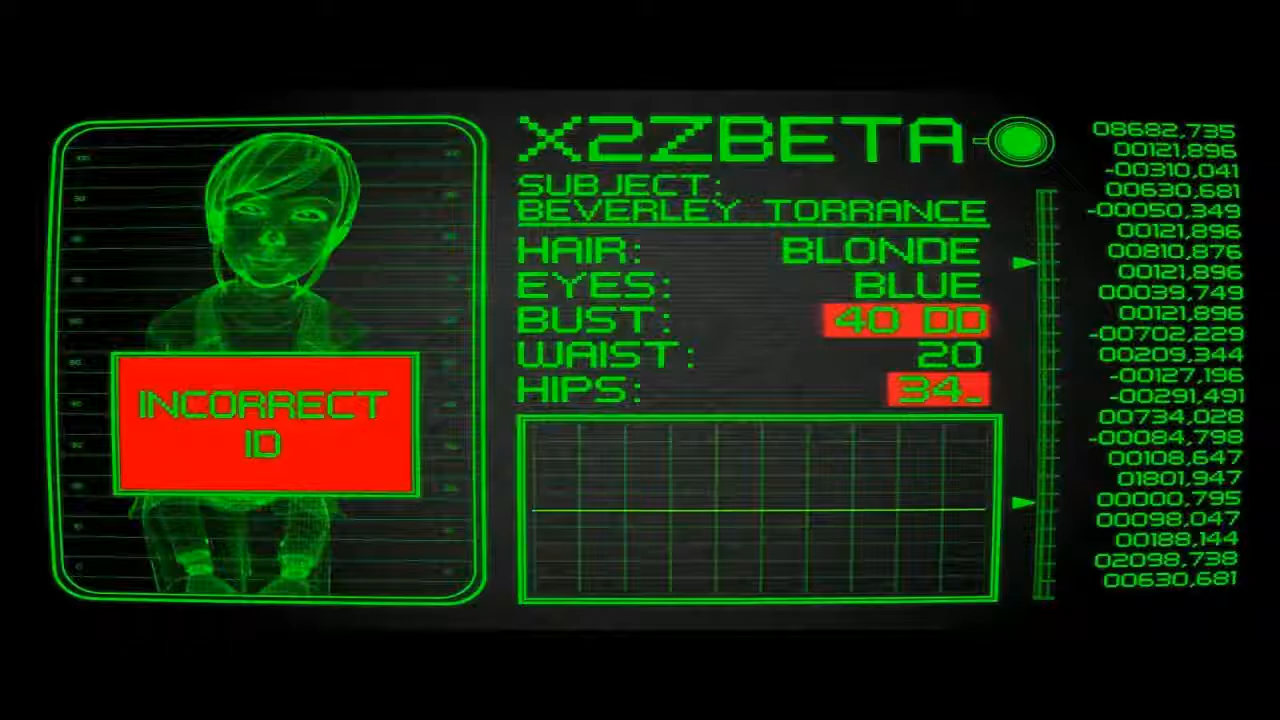 X2ZBETA
SUBJECT:
BEVERLEY TORRANCE
HAIR: BLONDE
EYES: BLUE
BUST: 40 DD
WAIST: 20
HIPS: 34_
INCORRECT
ID
08682,735
00121,896
-00310,041
00630,681
-00050,349
00121,896
00810,876
00121,896
00039,749
00121,896
-00702,229
00209,344
-00127,196
-00291,491
00734,028
-00084,798
00108,647
01801,947
00000,795
00098,047
00188,144
02098,738
00630,681